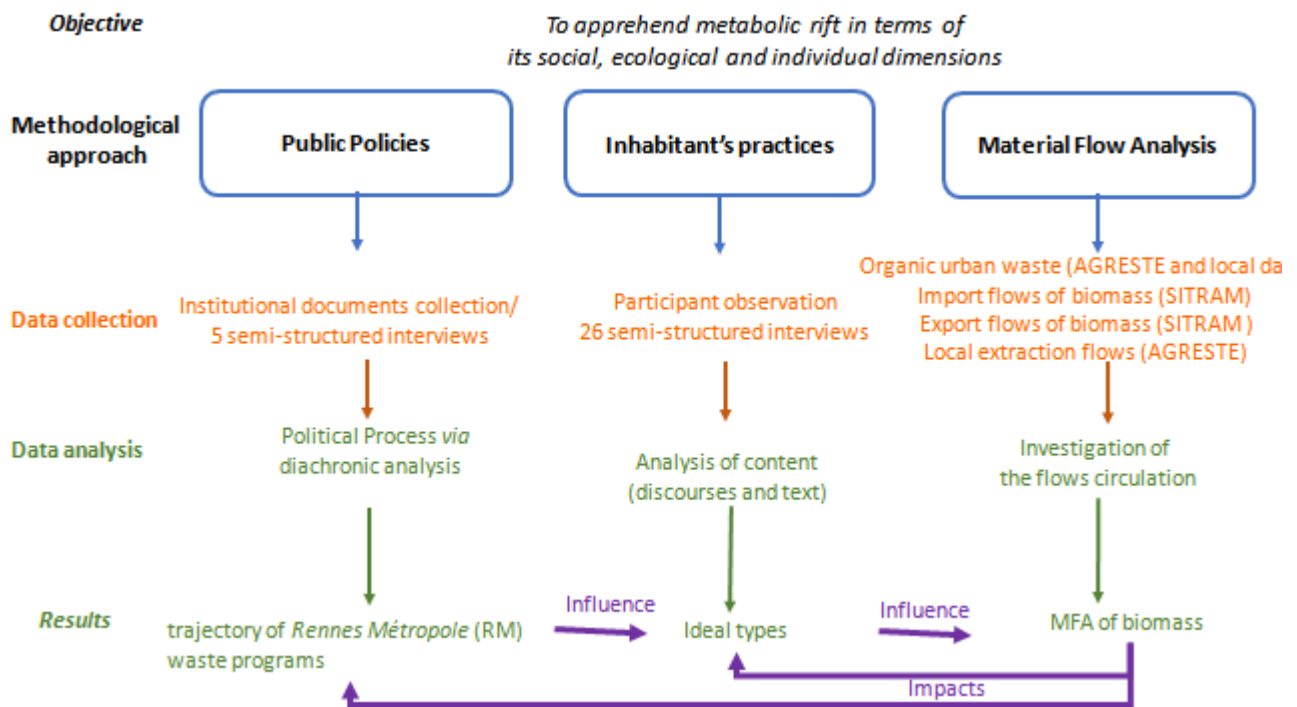 Objective
To apprehend metabolic rift in terms of
its social, ecological and individual dimensions
Methodological
approach
Public Policies
Inhabitant's practices
Material Flow Analysis
Data collection
Institutional documents collection/
5 semi-structured interviews
Participant observation
26 semi-structured interviews
Organic urban waste (AGRESTE and local da
Import flows of biomass (SITRAM)
Export flows of biomass (SITRAM )
Local extraction flows (AGRESTE)
Data analysis
Political Process via
diachronic analysis
Analysis of content
(discourses and text)
Investigation of
the flows circulation
Results
trajectory of Rennes Métropole (RM)
waste programs
Influence
Ideal types
Influence
MFA of biomass
Impacts